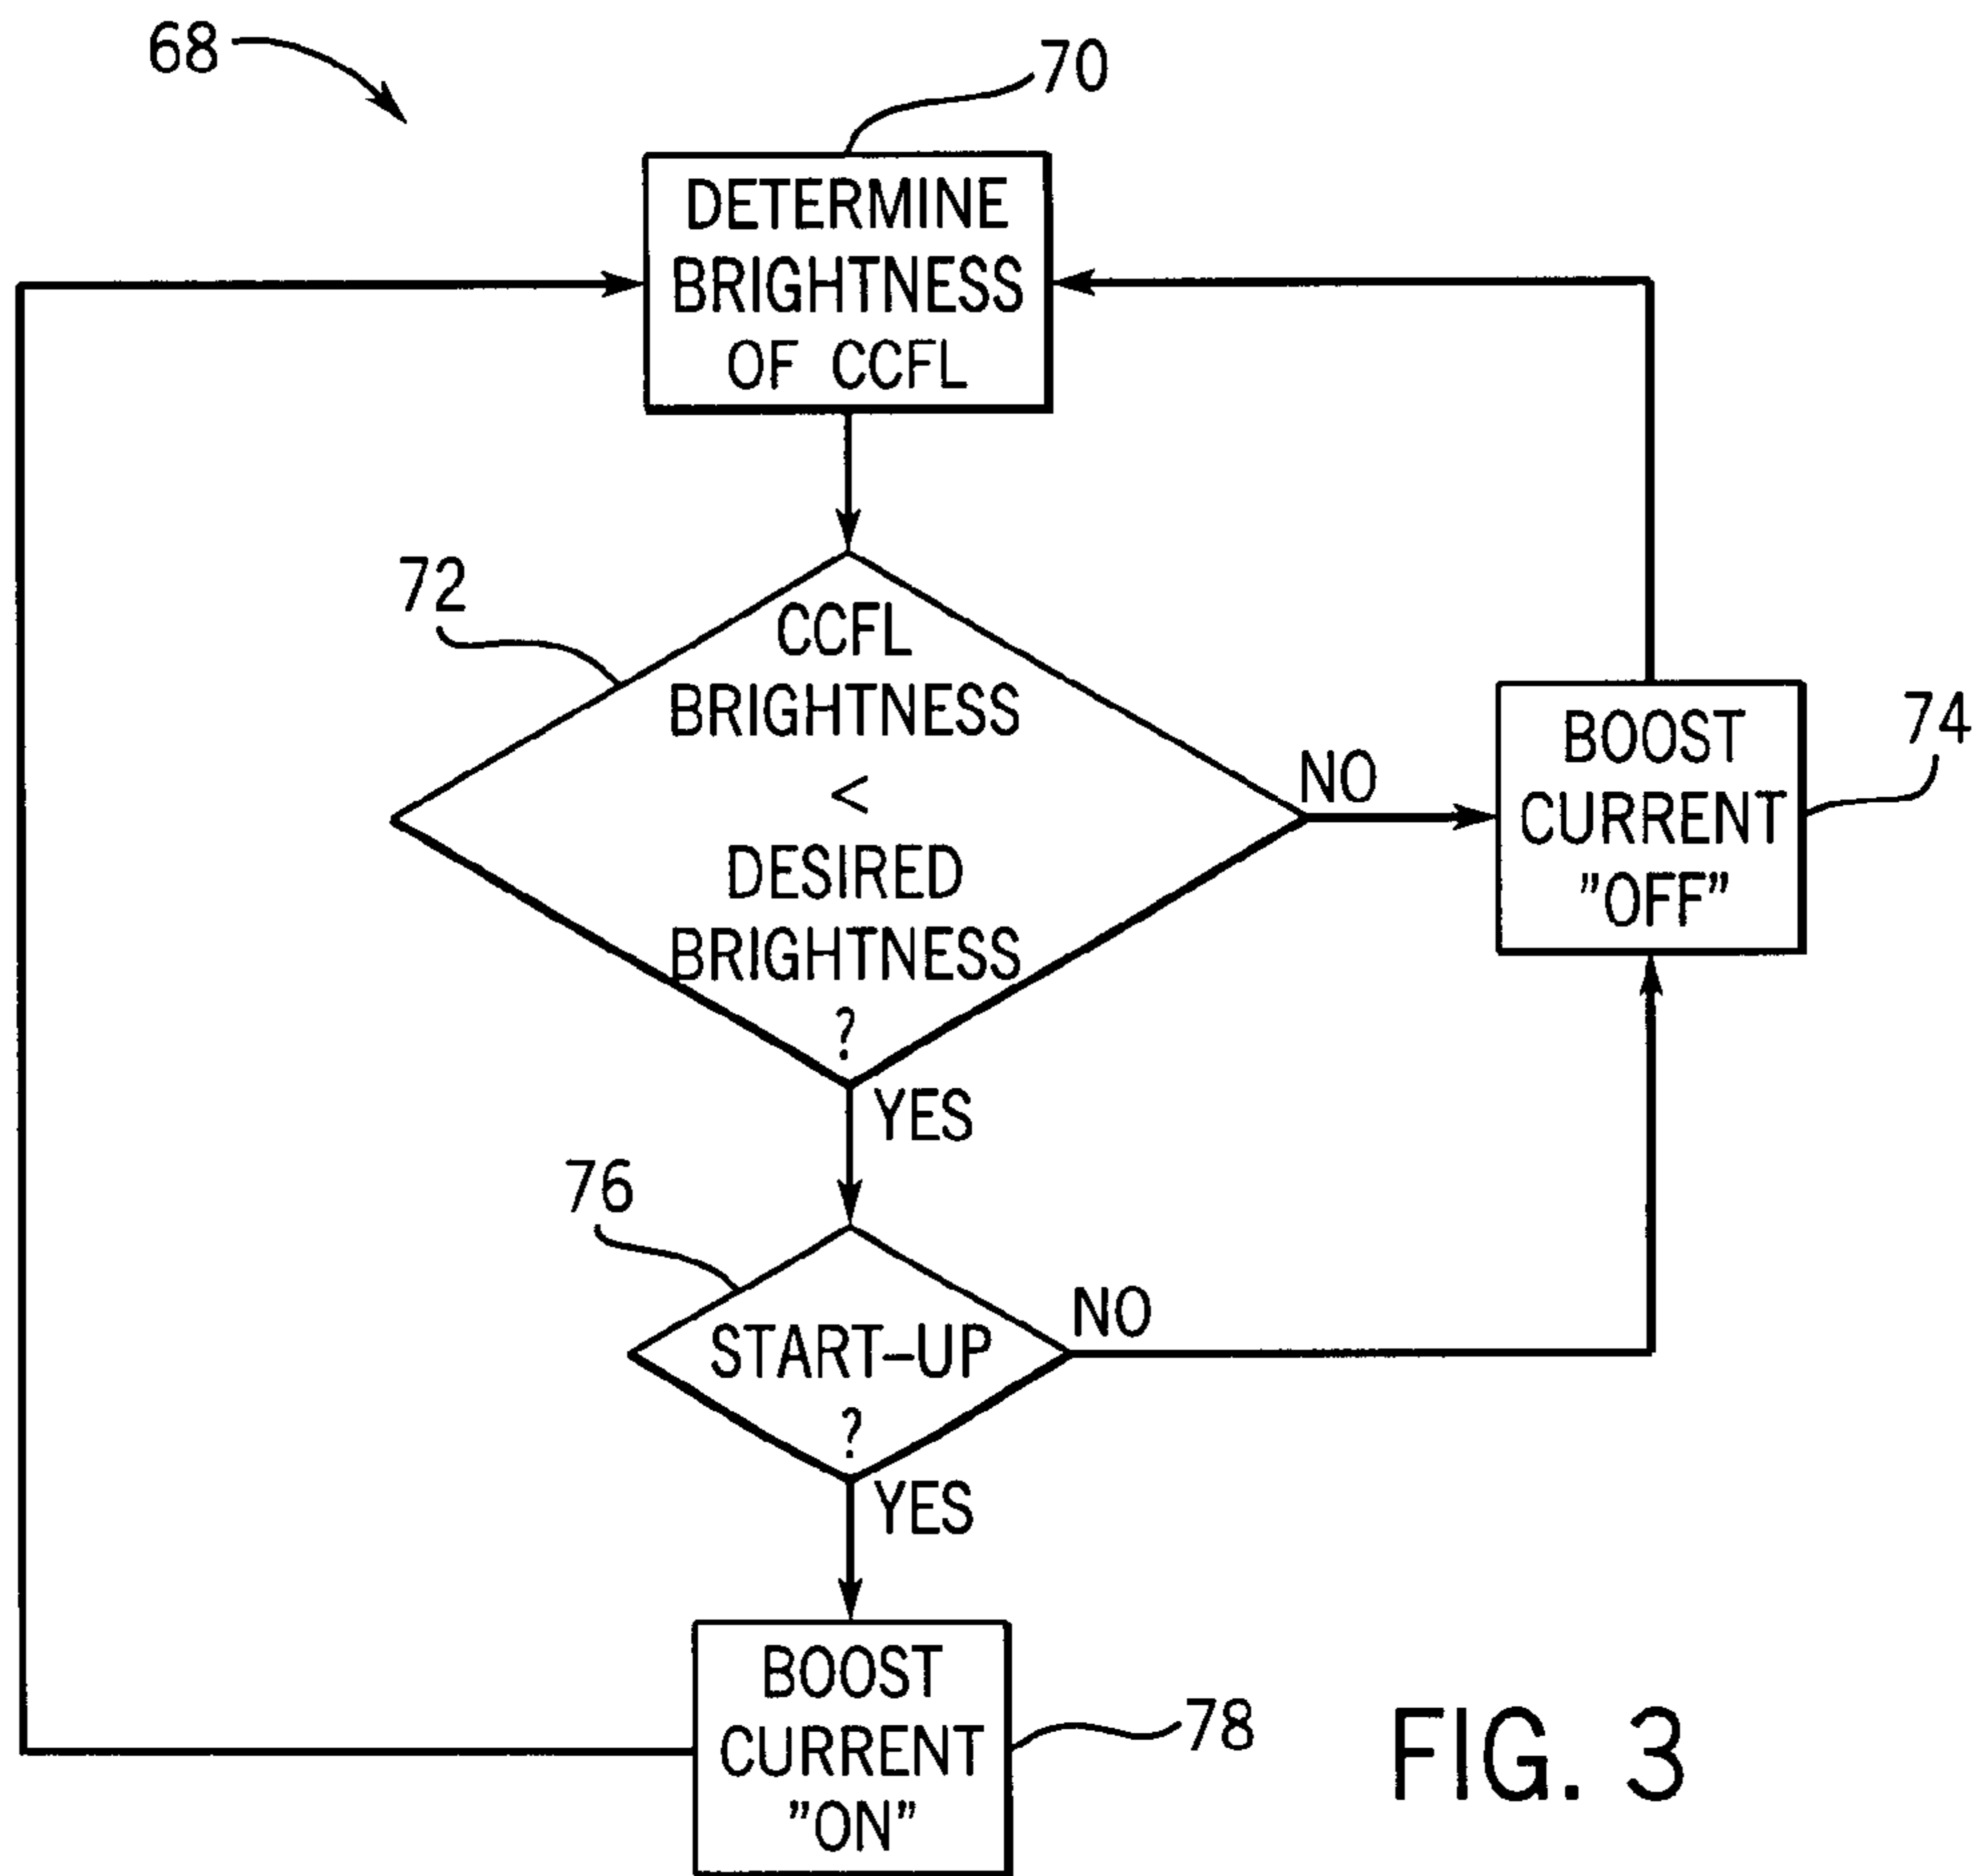 68
70
DETERMINE
BRIGHTNESS
OF CCFL
72
CCFL
BRIGHTNESS
<
DESIRED
BRIGHTNESS
?
NO
74
BOOST
CURRENT
"OFF"
YES
76
START-UP
?
NO
YES
BOOST
CURRENT
"ON"
78
FIG. 3